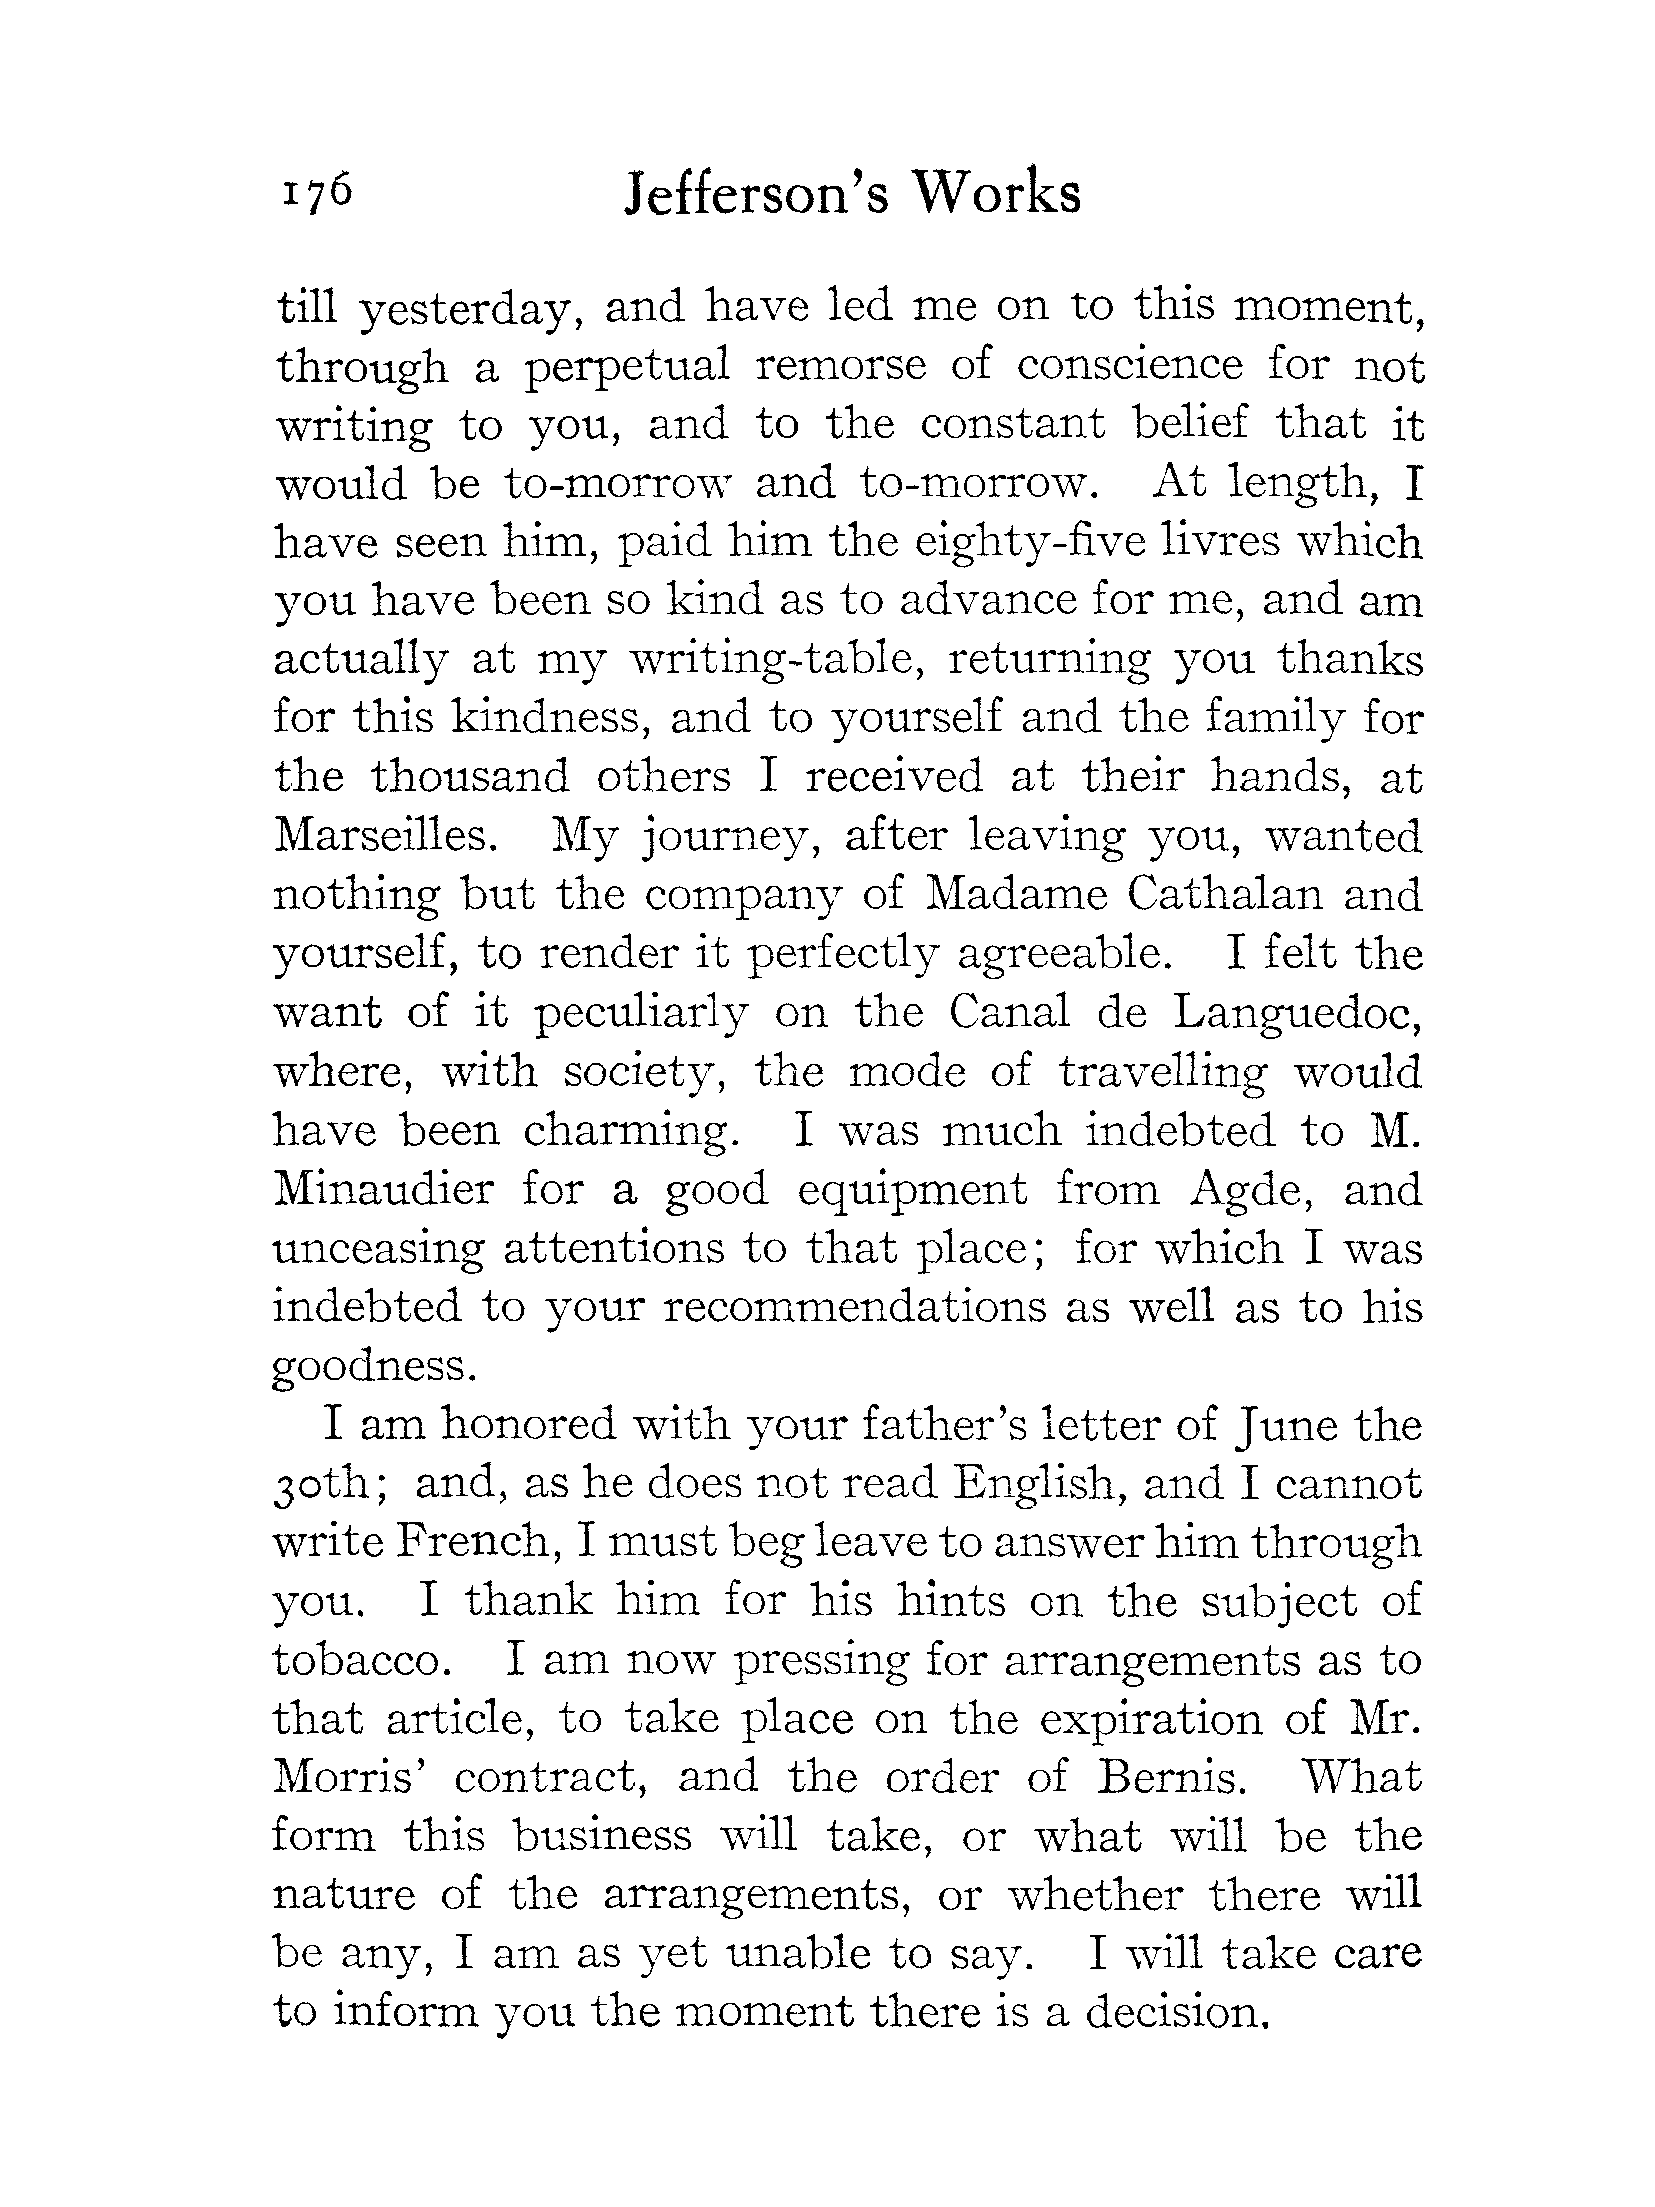 176 Jefferson's Works
till yesterday, and have led me on to this moment,
through a perpetual remorse of conscience for not
writing to you, and to the constant belief that it
would be to-morrow and to-morrow. At length, I
have seen him, paid him the eighty-five livres which
you have been so kind as to advance for me, and am
actually at my writing-table, returning you thanks
for this kindness, and to yourself and the family for
the thousand others I received at their hands, at
Marseilles. My journey, after leaving you, wanted
nothing but the company of Madame Cathalan and
yourself, to render it perfectly agreeable. I felt the
want of it peculiarly on the Canal de Languedoc,
where, with society, the mode of travelling would
have been charming. I was much indebted to M.
Minaudier for a good equipment from Agde, and
unceasing attentions to that place; for which I was
indebted to your recommendations as well as to his
goodness.
I am honored with your father's letter of June the
30th; and, as he does not read English, and I cannot
write French, I must beg leave to answer him through
you. I thank him for his hints on the subject of
tobacco. I am now pressing for arrangements as to
that article, to take place on the expiration of Mr.
Morris' contract, and the order of Bernis. What
form this business will take, or what will be the
nature of the arrangements, or whether there will
be any, I am as yet unable to say. I will take care
to inform you the moment there is a decision.